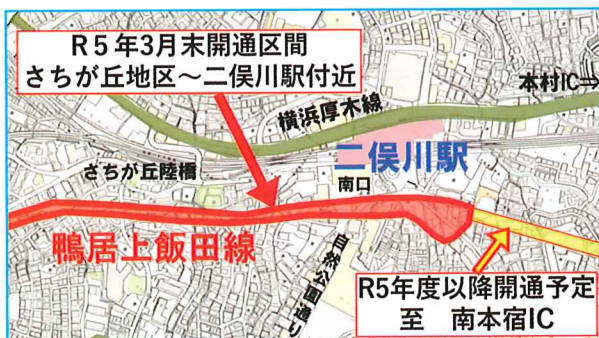 R５年3月末開通区間
さちが丘地区～二俣川駅付近
本村IC→
横浜厚木線
二俣川駅
さちが丘陸橋
南口
鴨居上飯田線
自然公園通り
R5年度以降開通予定
至　南本宿IC